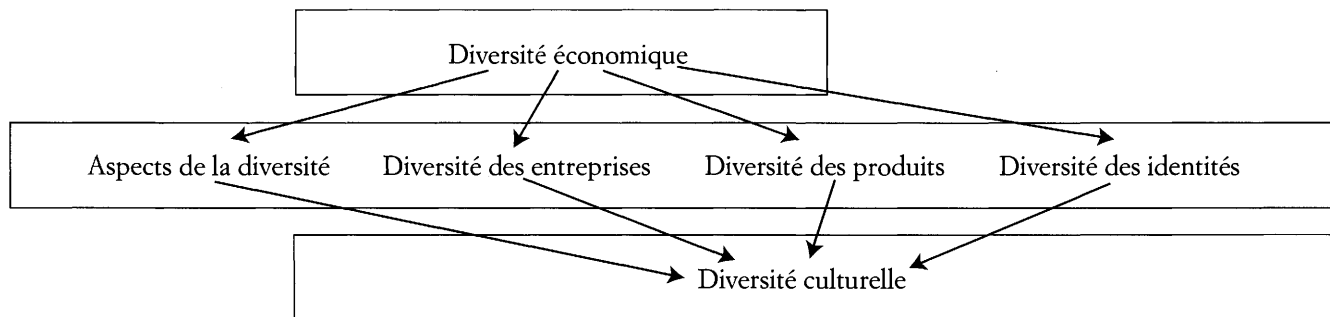 Diversité économique
Aspects de la diversité Diversité des entreprises Diversité des produits Diversité des identités
Diversité culturelle